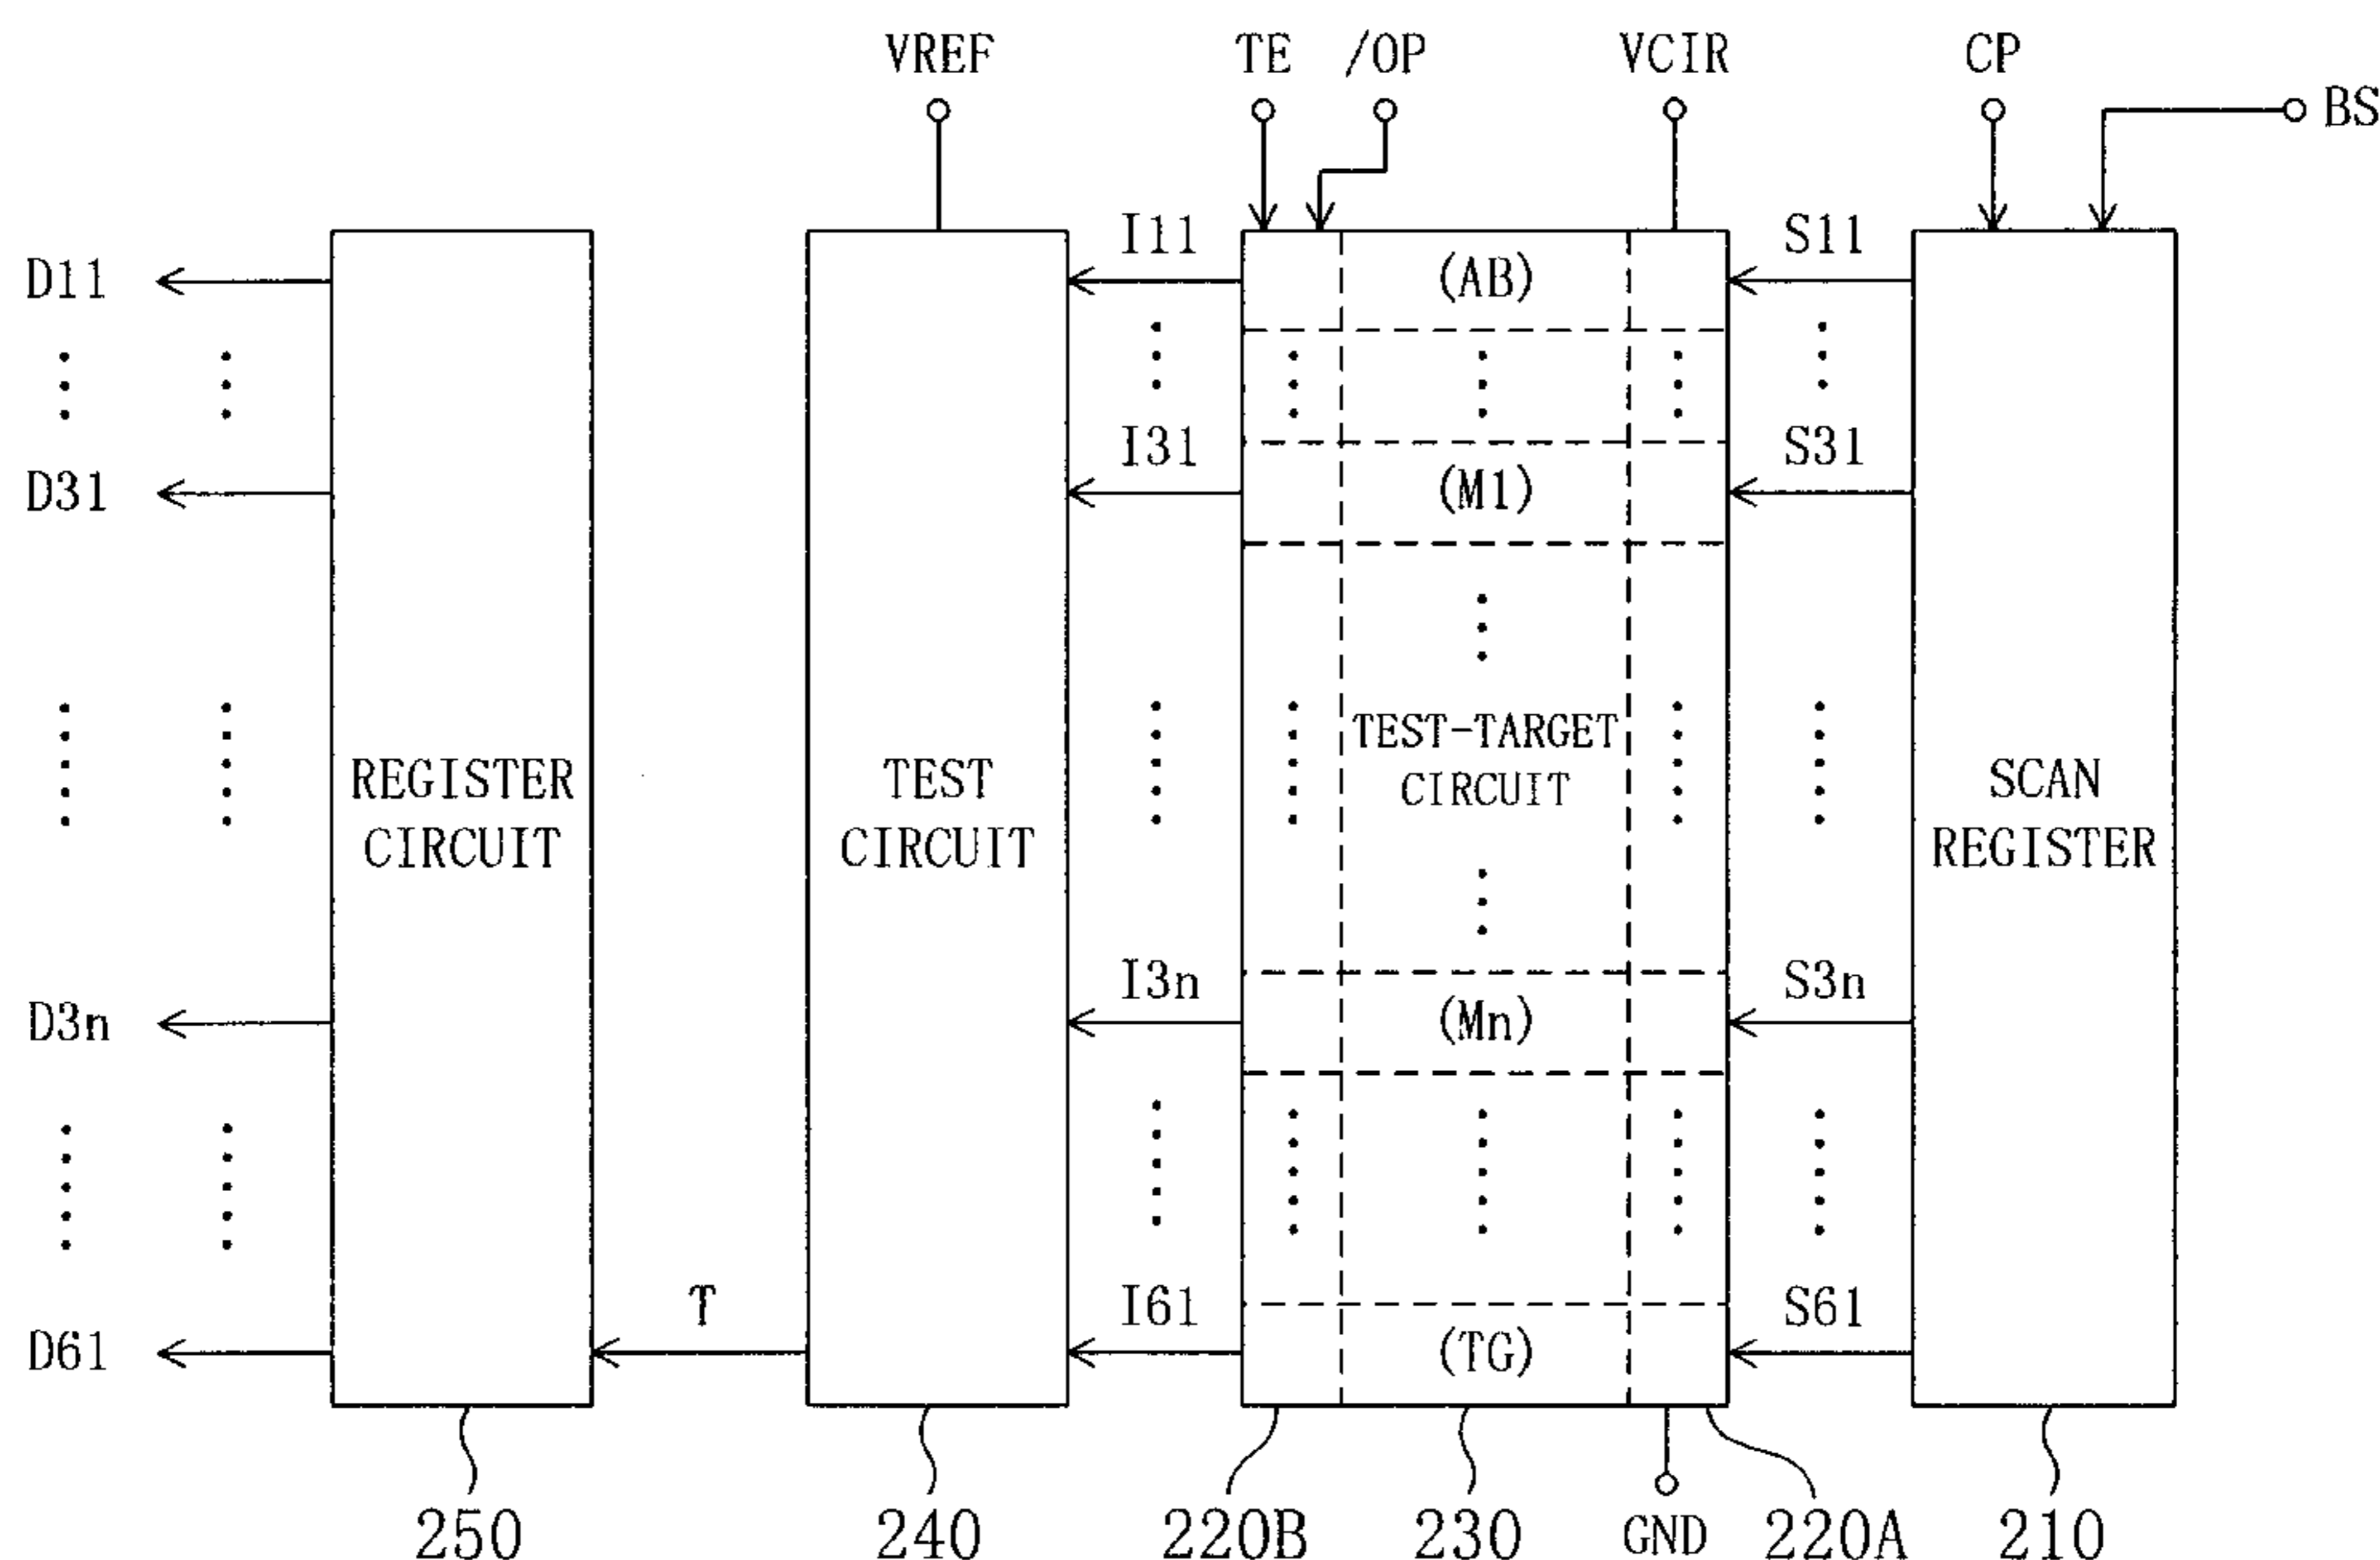 VREF TE /OP VCIR CP BS
I11 S11
D11 (AB)
I31 S31
D31 (M1)
TEST-TARGET
CIRCUIT
REGISTER
CIRCUIT
TEST
CIRCUIT
SCAN
REGISTER
I3n S3n
D3n (Mn)
T I61 S61
D61 (TG)
250 240 220B 230 GND 220A 210